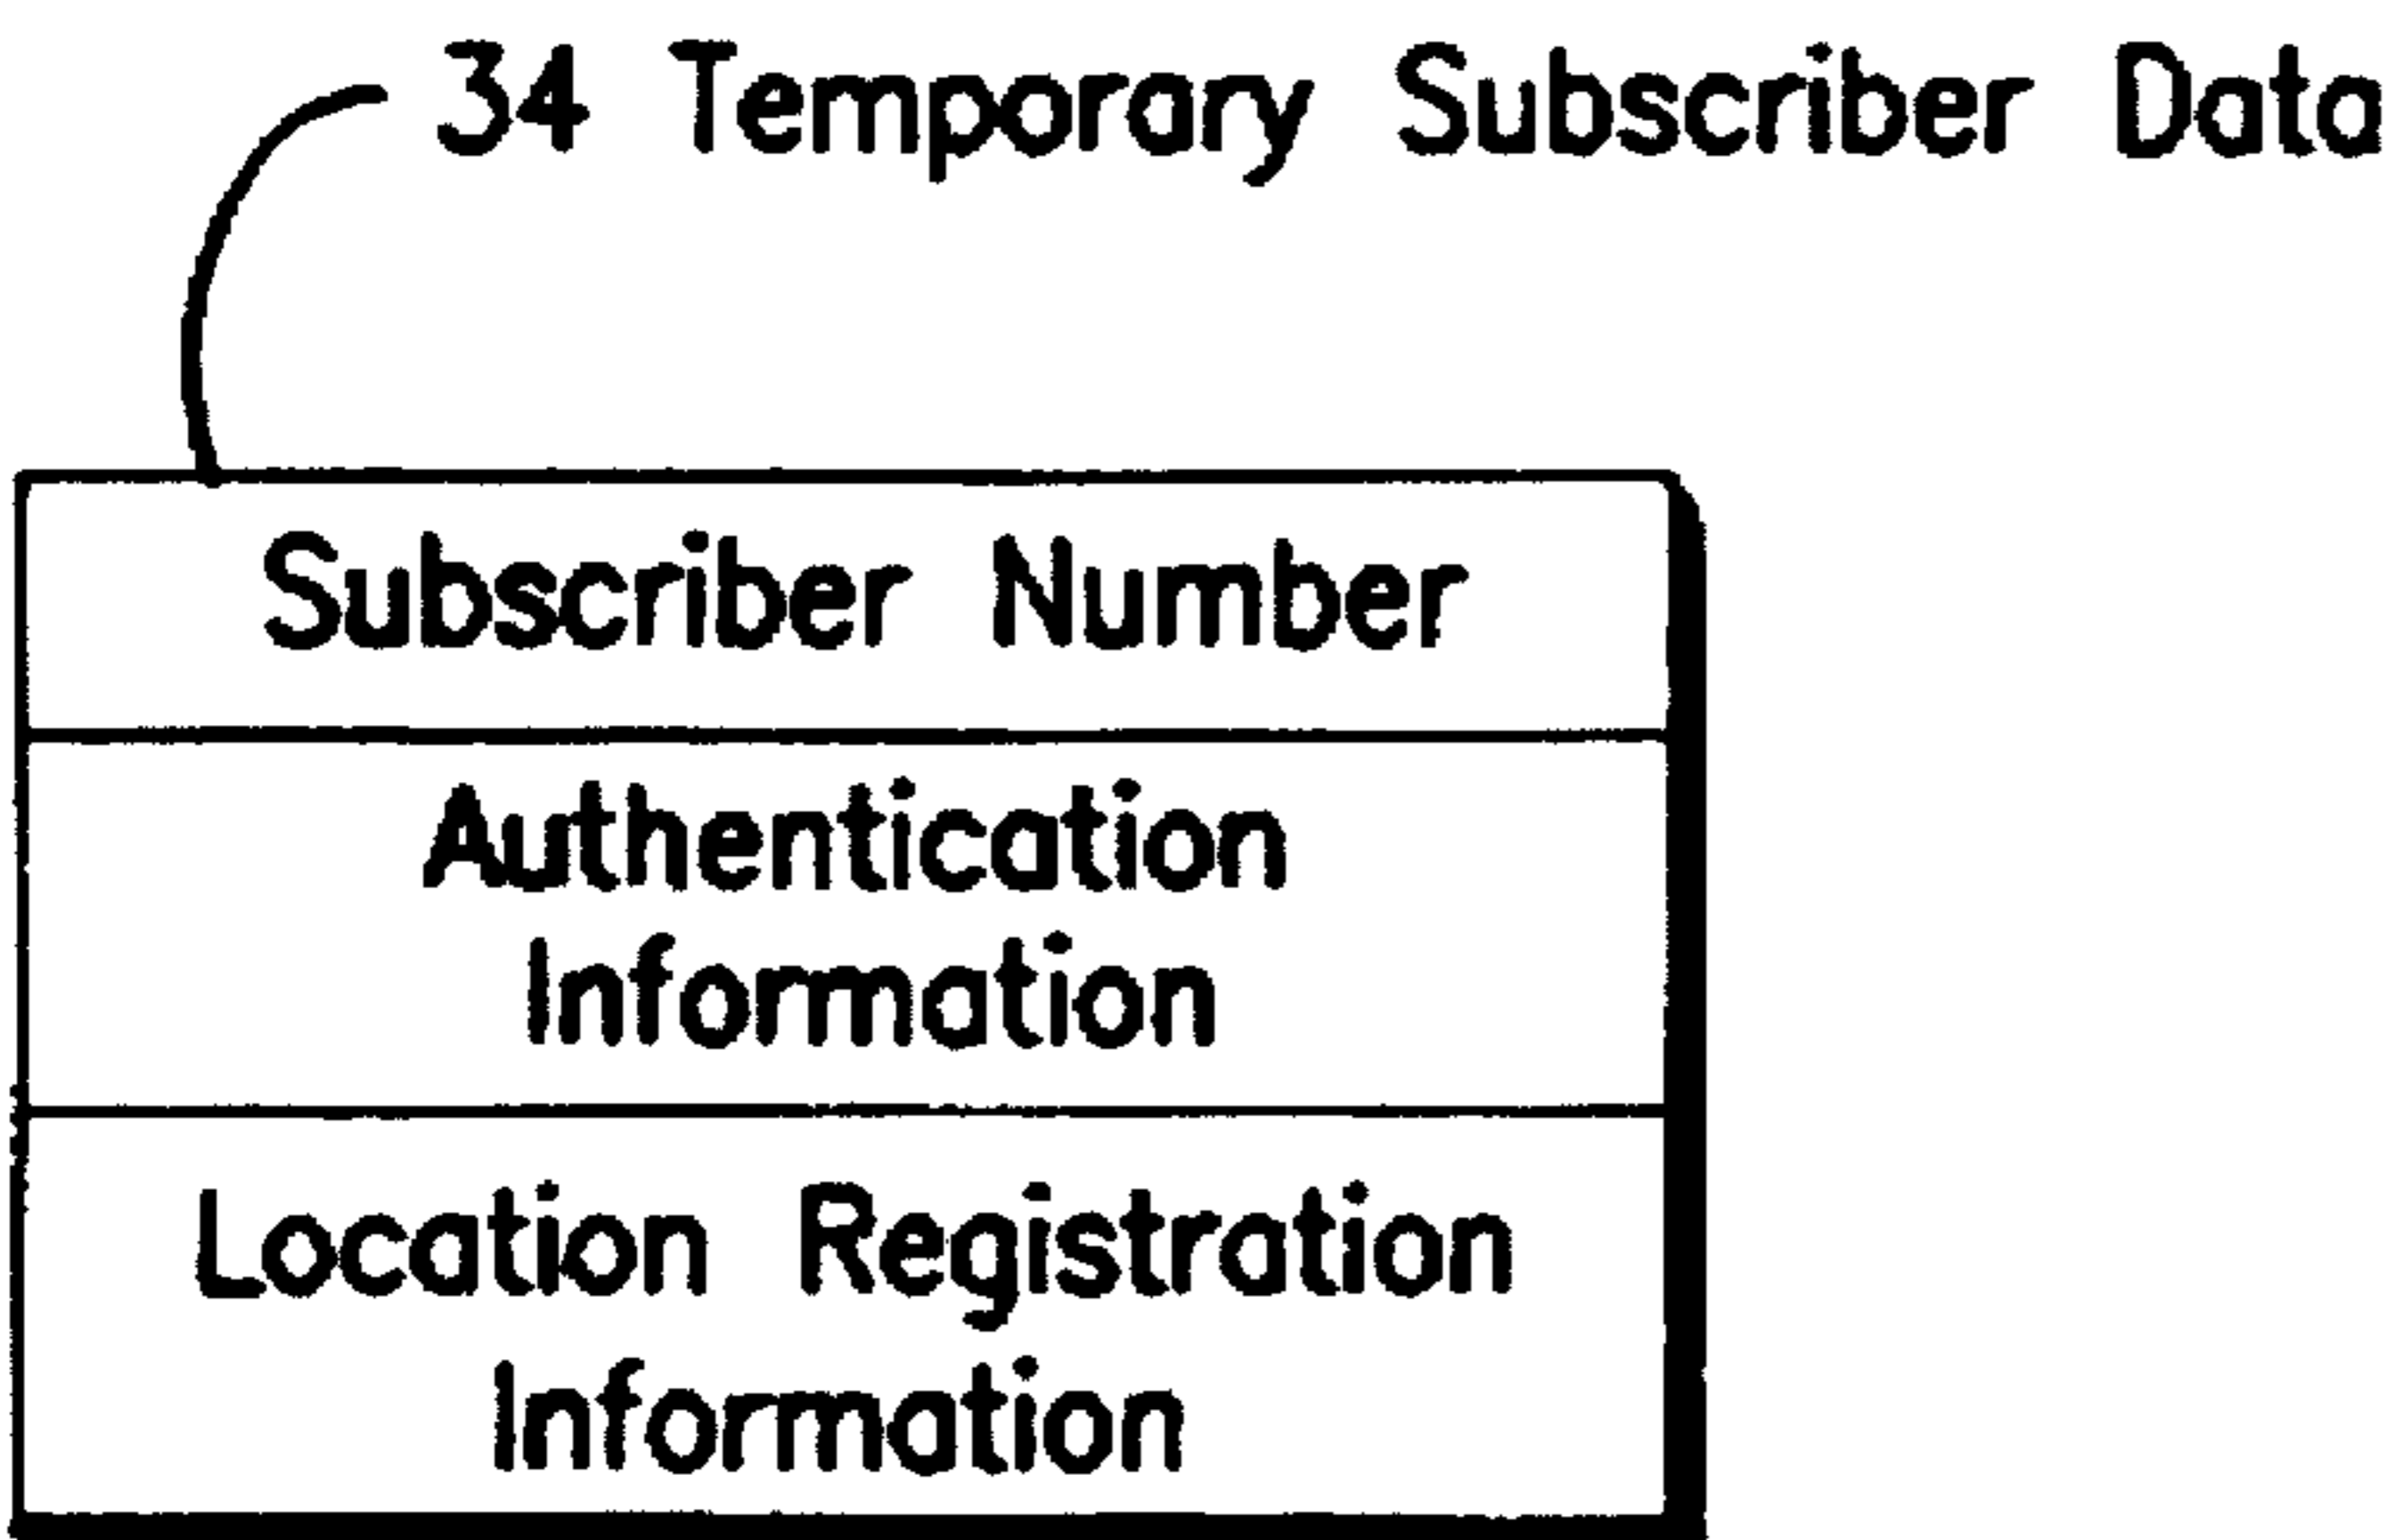 34 Temporary Subscriber Data
Subscriber Number
Authentication
Information
Location Registration
Information